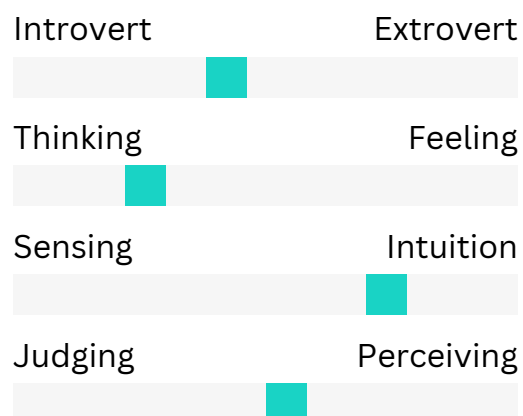 Introvert Extrovert
Thinking Feeling
Sensing Intuition
Judging Perceiving